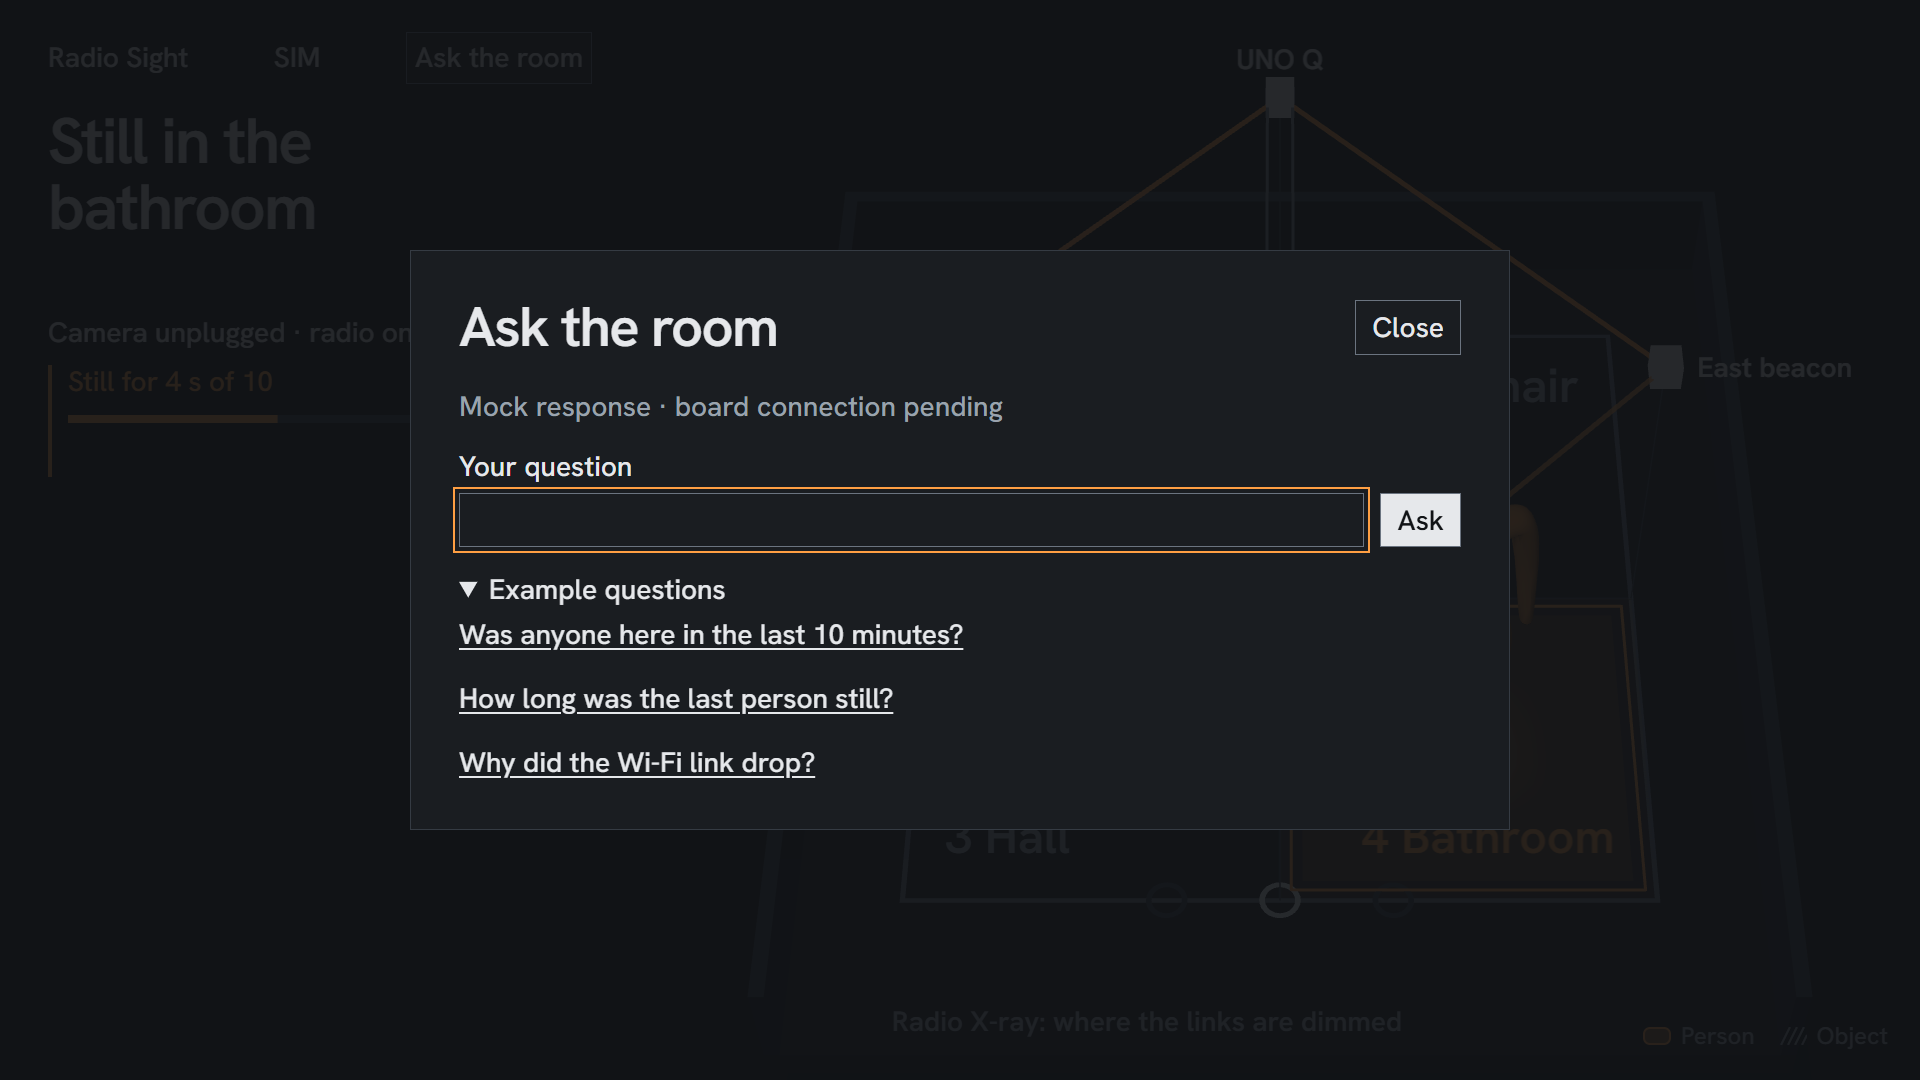 Radio Sight
SIM
Ask the room
Still in the
bathroom
Camera unplugged · radio on
Still for 4 s of 10
UNO Q
East beacon
Ask the room
Close
Mock response · board connection pending
Your question
Ask
▼ Example questions
Was anyone here in the last 10 minutes?
How long was the last person still?
Why did the Wi-Fi link drop?
3 Hall
4 Bathroom
Radio X-ray: where the links are dimmed
Person
Object